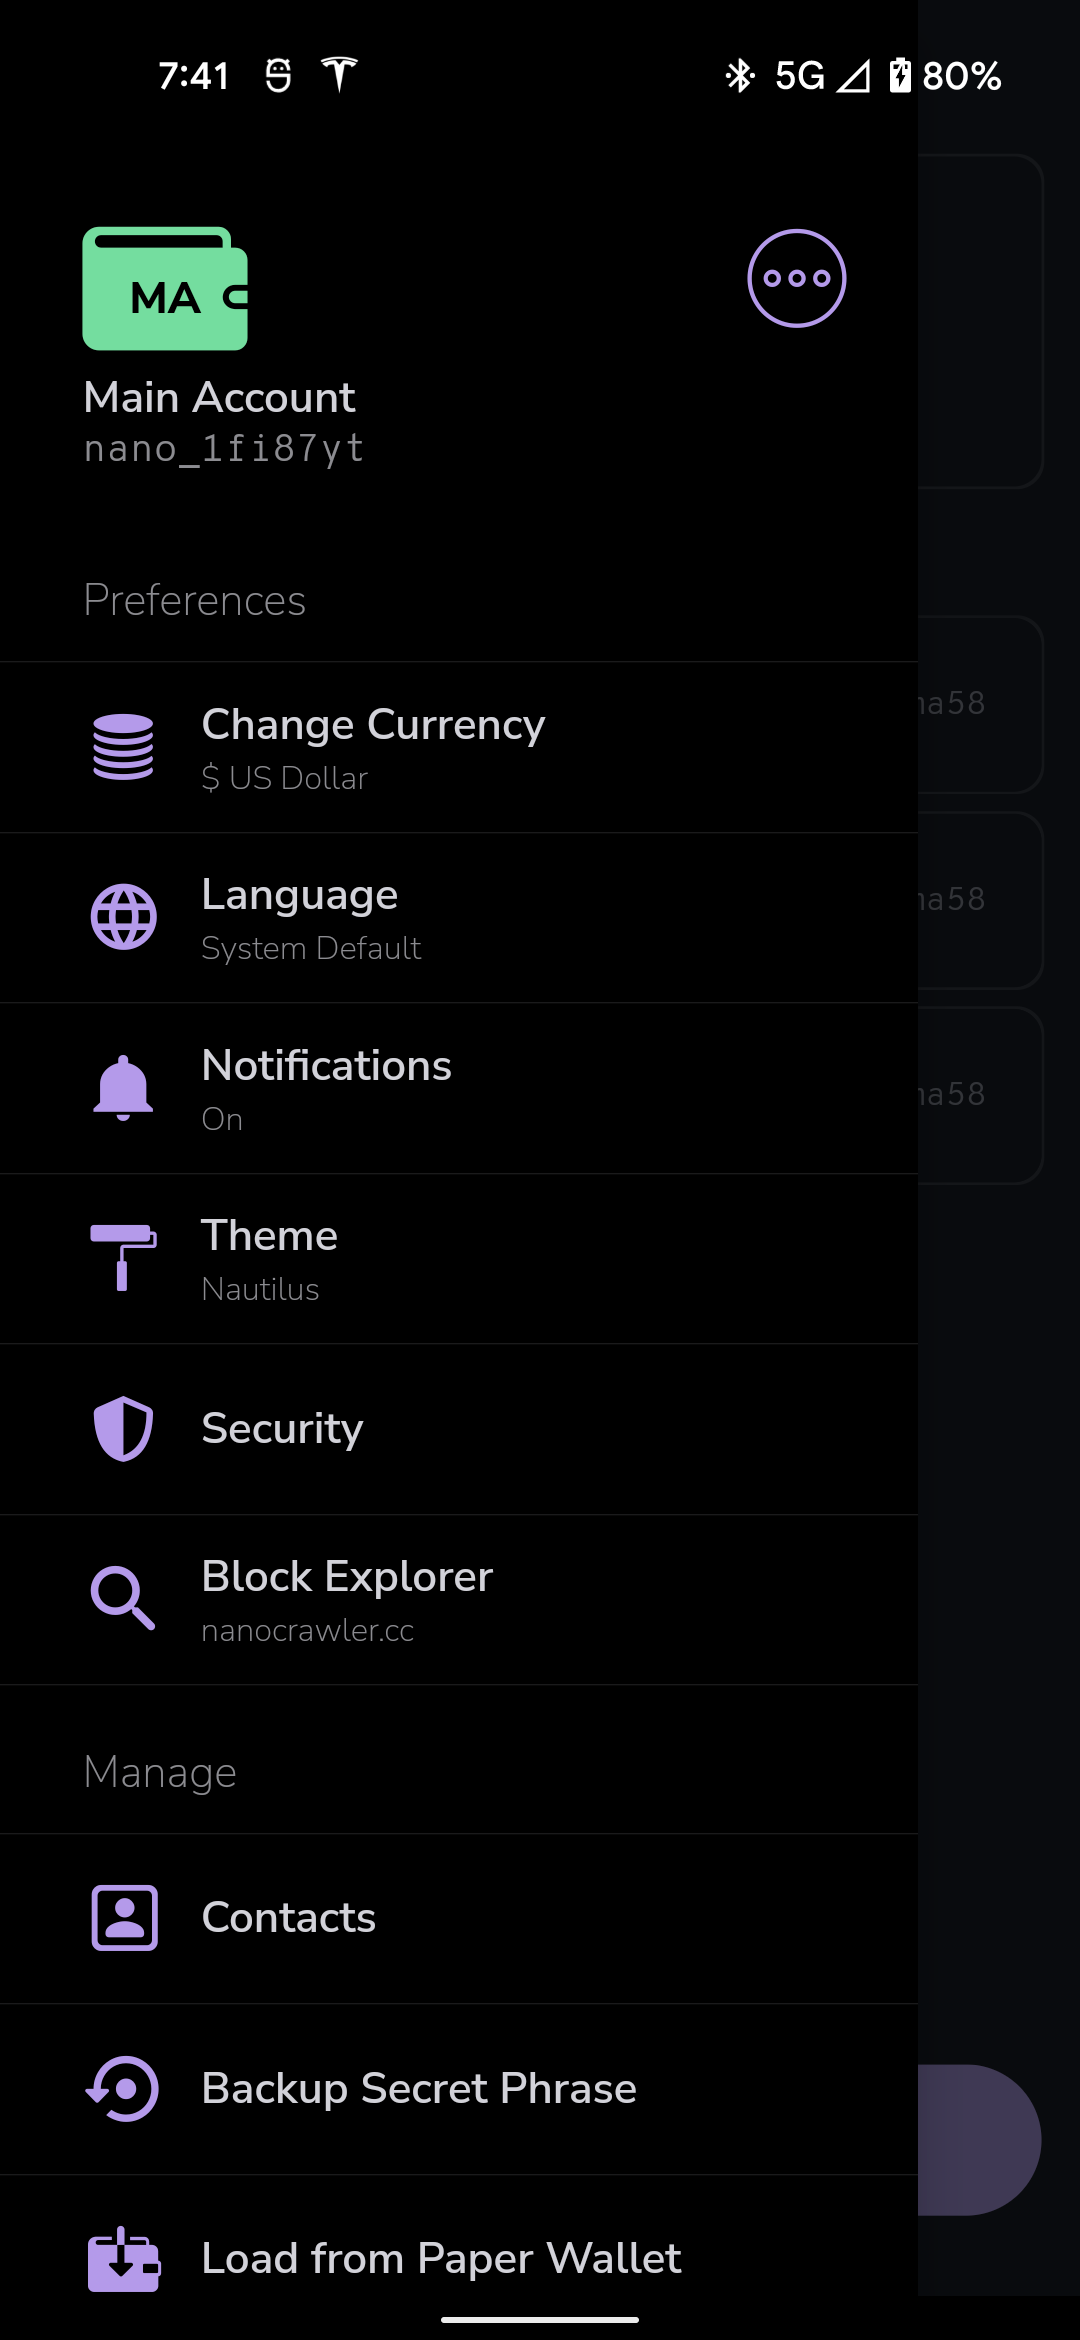 7:41 5G 80%
MA
Main Account
nano_1fi87yt
Preferences
Change Currency
$ US Dollar
Language
System Default
Notifications
On
Theme
Nautilus
Security
Block Explorer
nanocrawler.cc
Manage
Contacts
Backup Secret Phrase
Load from Paper Wallet
a58
a58
a58